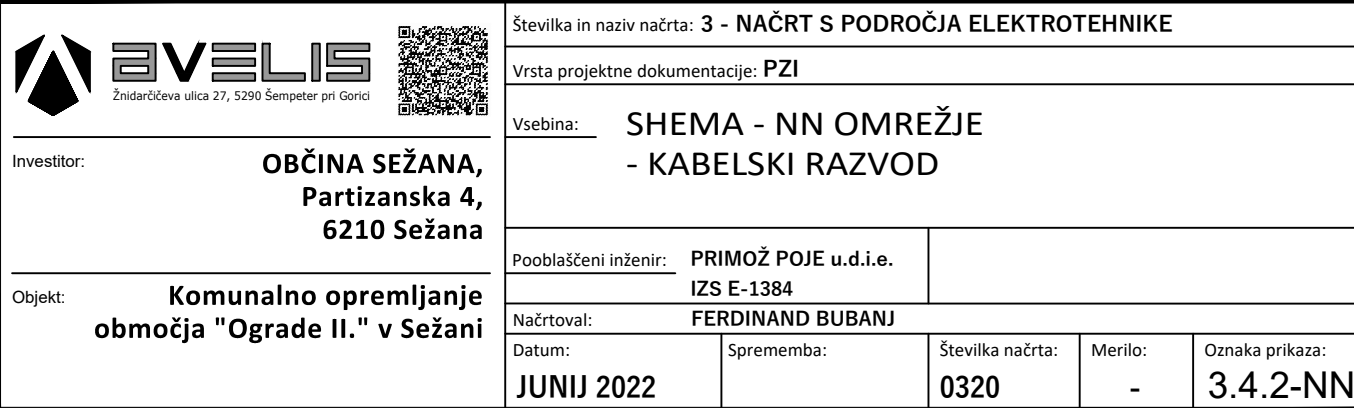 AVELIS
Žnidarčičeva ulica 27, 5290 Šempeter pri Gorici
Investitor:
OBČINA SEŽANA,
Partizanska 4,
6210 Sežana
Objekt:
Komunalno opremljanje
območja "Ograde II." v Sežani
Številka in naziv načrta: 3 - NAČRT S PODROČJA ELEKTROTEHNIKE
Vrsta projektne dokumentacije: PZI
Vsebina:
SHEMA - NN OMREŽJE
- KABELSKI RAZVOD
Pooblaščeni inženir: PRIMOŽ POJE u.d.i.e.
IZS E-1384
Načrtoval: FERDINAND BUBANJ
Datum:
JUNIJ 2022
Sprememba:
Številka načrta:
0320
Merilo:
-
Oznaka prikaza:
3.4.2-NN